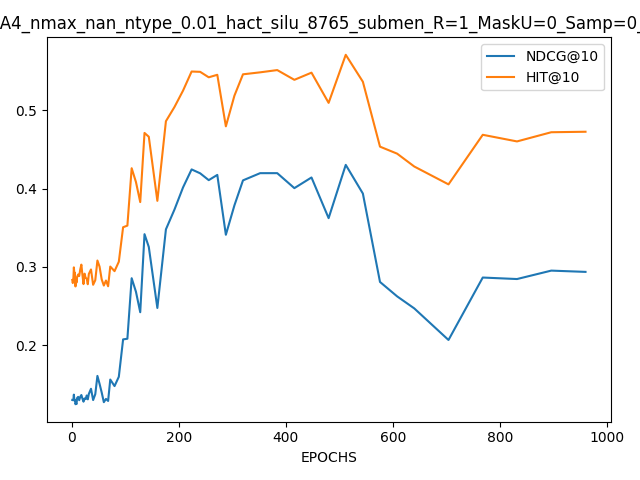 A4_nmax_nan_ntype_0.01_hact_silu_8765_submen_R=1_MaskU=0_Samp=0_
NDCG@10
HIT@10
0.5
0.4
0.3
0.2
0 200 400 600 800 1000
EPOCHS